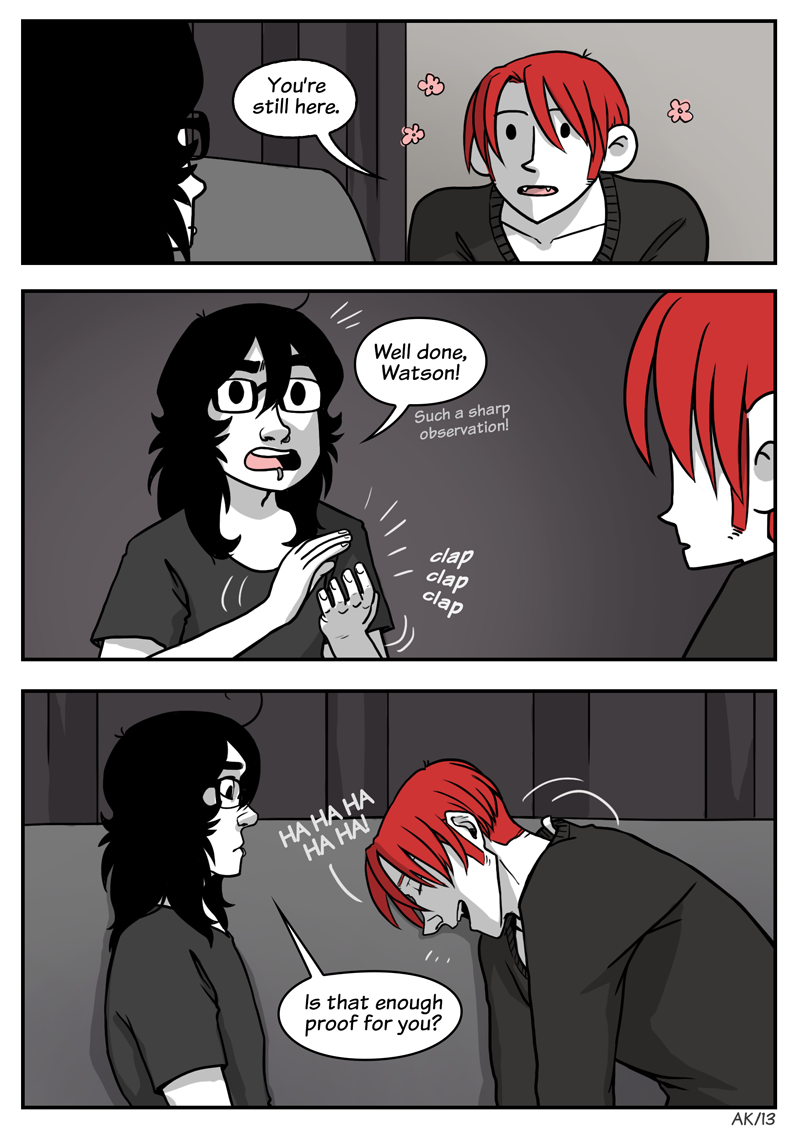 You're
still here.
Well done,
Watson!
Such a sharp
observation!
clap
clap
clap
HA HA HA
HA HA!
Is that enough
proof for you?
AK/13